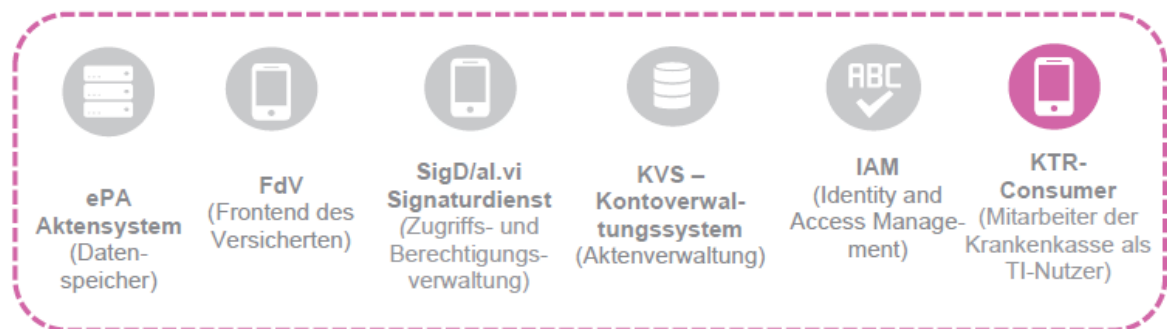 ePA
Aktensystem
(Daten-
speicher)
FdV
(Frontend des
Versicherten)
SigD/al.vi
Signaturdienst
(Zugriffs- und
Berechtigungs-
verwaltung)
KVS –
Kontoverwal-
tungssystem
(Aktenverwaltung)
ABC
IAM
(Identity and
Access Manage-
ment)
KTR-
Consumer
(Mitarbeiter der
Krankenkasse als
TI-Nutzer)